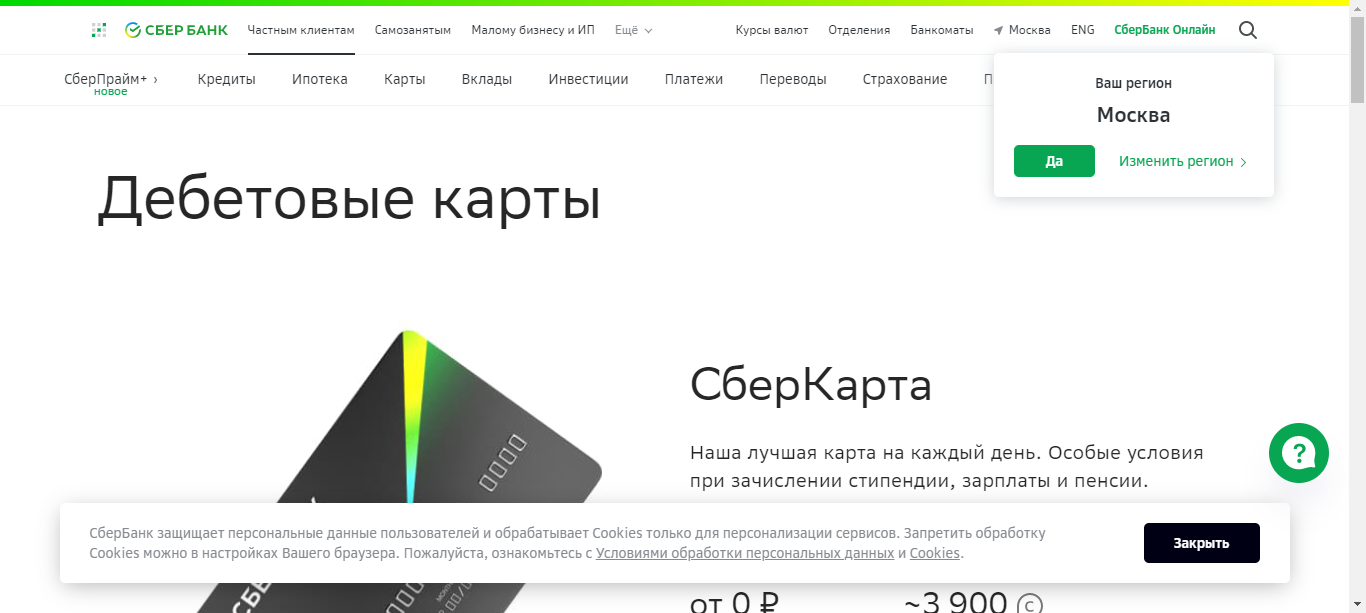 СБЕР БАНК Частным клиентам Самозанятым Малому бизнесу и ИП Ещё Курсы валют Отделения Банкоматы Москва ENG СберБанк Онлайн
СберПрайм+ Кредиты Ипотека Карты Вклады Инвестиции Платежи Переводы Страхование
новое
Ваш регион
Москва
Да Изменить регион
Дебетовые карты
СберКарта
Наша лучшая карта на каждый день. Особые условия
при зачислении стипендии, зарплаты и пенсии.
СберБанк защищает персональные данные пользователей и обрабатывает Cookies только для персонализации сервисов. Запретить обработку
Cookies можно в настройках Вашего браузера. Пожалуйста, ознакомьтесь с Условиями обработки персональных данных и Cookies.
Закрыть
от 0 ₽ ~3 900 C